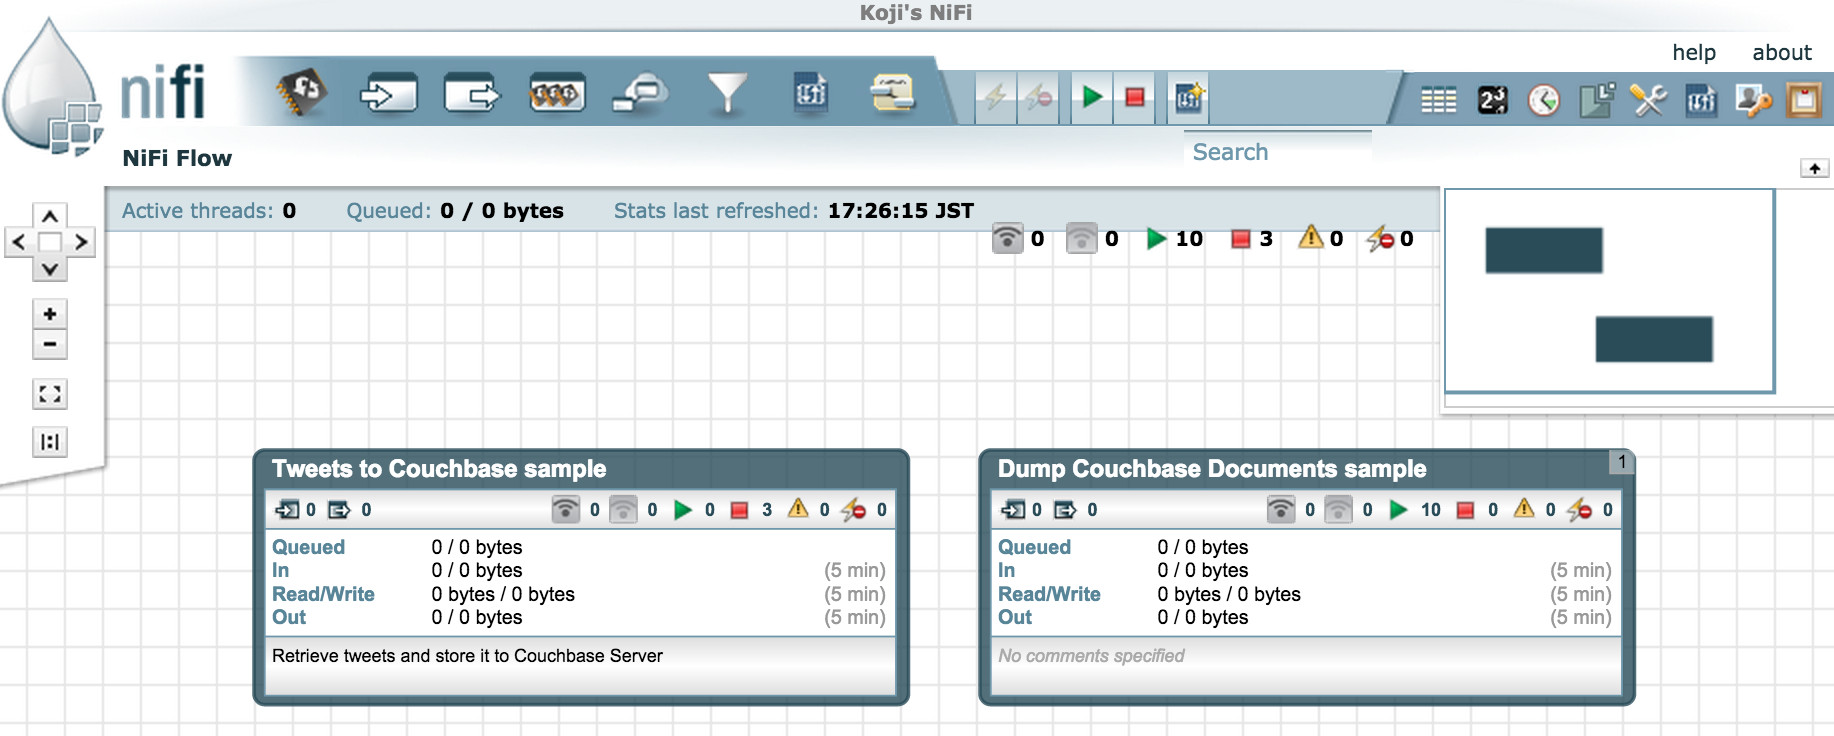 Koji's NiFi
help about
nifi
NiFi Flow
Search
Active threads: 0 Queued: 0 / 0 bytes Stats last refreshed: 17:26:15 JST
0 0 10 3 0 0
Tweets to Couchbase sample
0 0 0 0 0 3 0 0
Queued 0 / 0 bytes
In 0 / 0 bytes (5 min)
Read/Write 0 bytes / 0 bytes (5 min)
Out 0 / 0 bytes (5 min)
Retrieve tweets and store it to Couchbase Server
Dump Couchbase Documents sample 1
0 0 0 0 10 0 0 0
Queued 0 / 0 bytes
In 0 / 0 bytes (5 min)
Read/Write 0 bytes / 0 bytes (5 min)
Out 0 / 0 bytes (5 min)
No comments specified